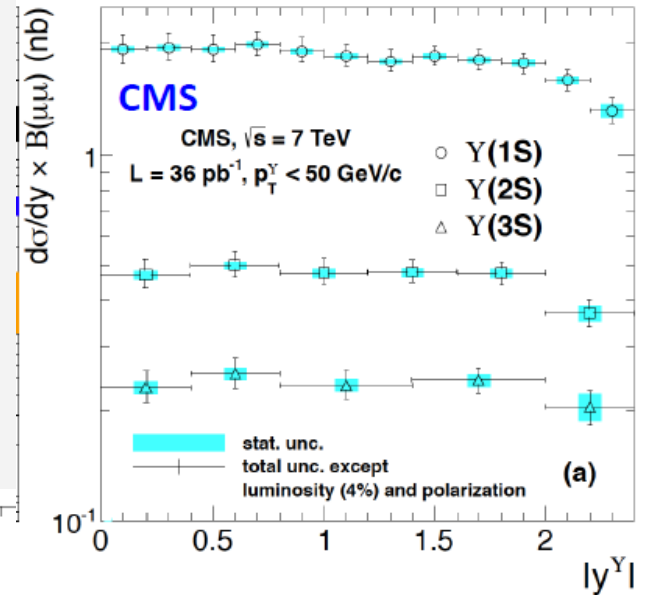 dσ/dy × B(μμ) (nb)
CMS
CMS, √s = 7 TeV
L = 36 pb⁻¹, p_T^Υ < 50 GeV/c
Υ(1S)
Υ(2S)
Υ(3S)
stat. unc.
total unc. except
luminosity (4%) and polarization
(a)
1
10⁻¹
0 0.5 1 1.5 2
|y^Υ|